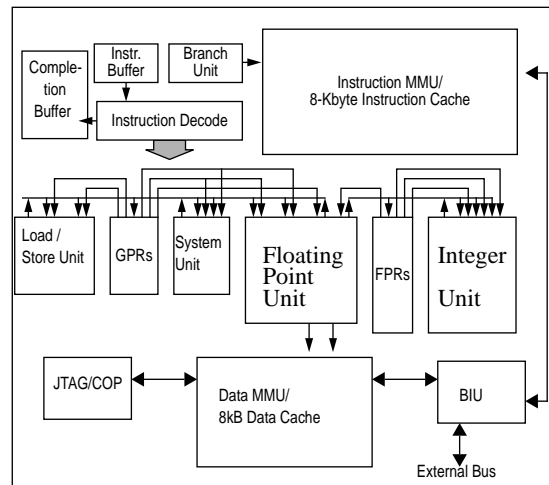 Comple-
tion
Buffer
Instr.
Buffer
Branch
Unit
Instruction MMU/
8-Kbyte Instruction Cache
Instruction Decode
Load /
Store Unit
GPRs
System
Unit
Floating
Point
Unit
FPRs
Integer
Unit
JTAG/COP
Data MMU/
8kB Data Cache
BIU
External Bus